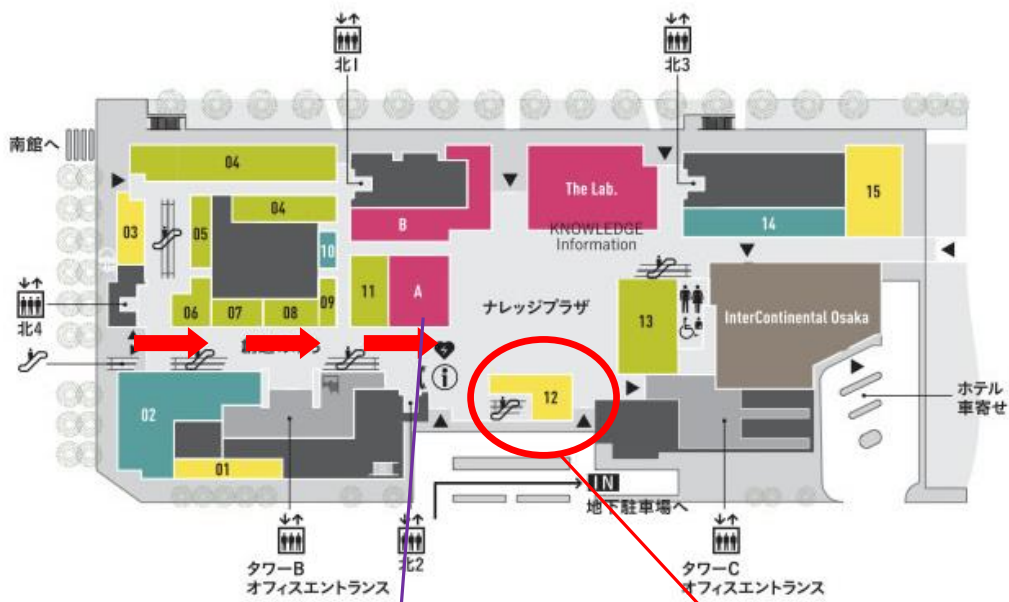 北1
北3
南館へ
04
The Lab.
15
04
03
05
B
KNOWLEDGE
Information
14
10
11
A
北4
06
07
08
09
ナレッジプラザ
13
InterContinental Osaka
02
12
ホテル
車寄せ
01
IN
地下駐車場へ
北2
タワーB
オフィスエントランス
タワーC
オフィスエントランス